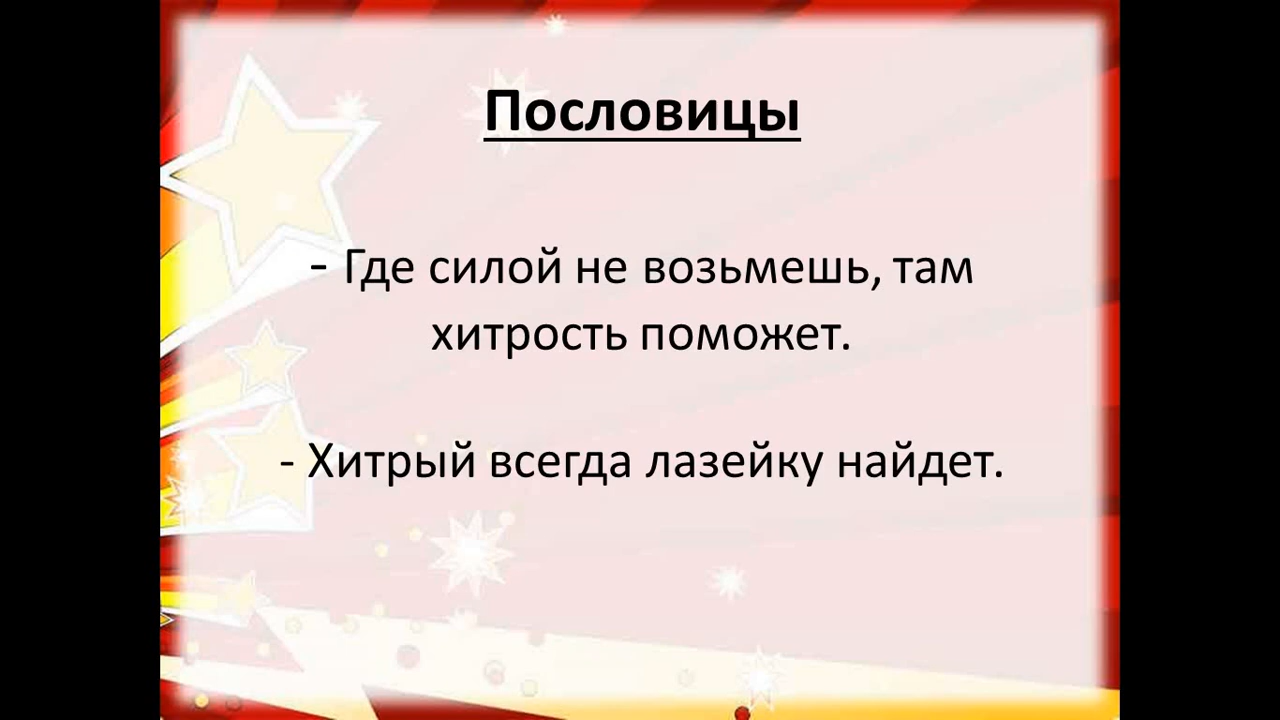 Пословицы
- Где силой не возьмешь, там
хитрость поможет.
- Хитрый всегда лазейку найдет.